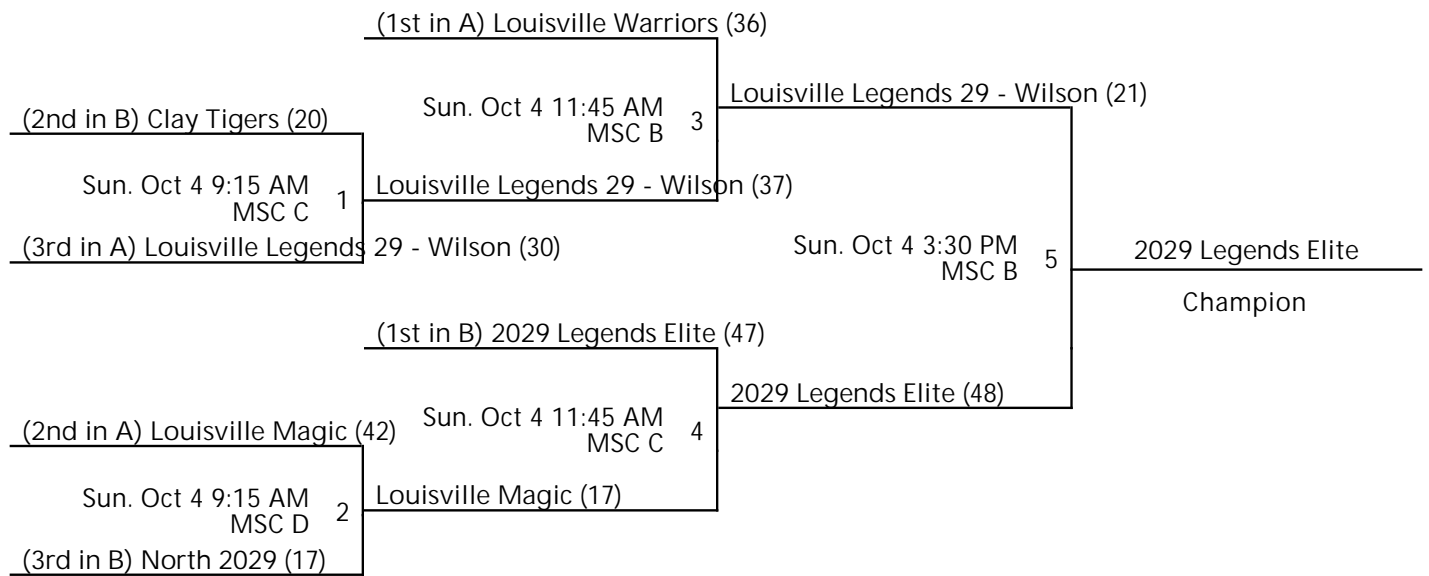 (1st in A) Louisville Warriors (36)
Sun. Oct 4 11:45 AM
MSC B
3
Louisville Legends 29 - Wilson (21)
(2nd in B) Clay Tigers (20)
Sun. Oct 4 9:15 AM
MSC C
1
Louisville Legends 29 - Wilson (37)
(3rd in A) Louisville Legends 29 - Wilson (30)
Sun. Oct 4 3:30 PM
MSC B
5
2029 Legends Elite
Champion
(1st in B) 2029 Legends Elite (47)
2029 Legends Elite (48)
Sun. Oct 4 11:45 AM
MSC C
4
(2nd in A) Louisville Magic (42)
Sun. Oct 4 9:15 AM
MSC D
2
Louisville Magic (17)
(3rd in B) North 2029 (17)